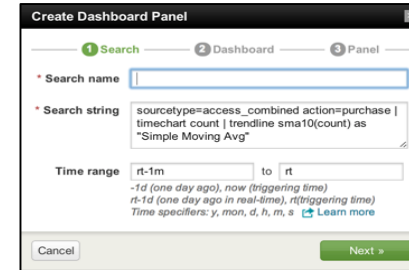 Create Dashboard Panel
1 Search 2 Dashboard 3 Panel
* Search name
* Search string sourcetype=access_combined action=purchase |
timechart count | trendline sma10(count) as
"Simple Moving Avg"
Time range rt-1m to rt
-1d (one day ago), now (triggering time)
rt-1d (one day ago in real-time), rt(triggering time)
Time specifiers: y, mon, d, h, m, s Learn more
Cancel Next »